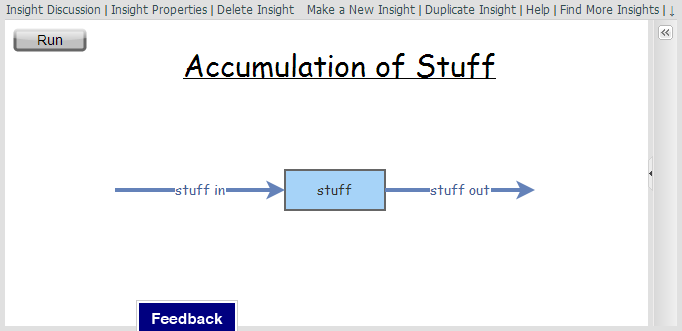 Insight Discussion | Insight Properties | Delete Insight Make a New Insight | Duplicate Insight | Help | Find More Insights | ↓
Run
Accumulation of Stuff
stuff in stuff stuff out
Feedback